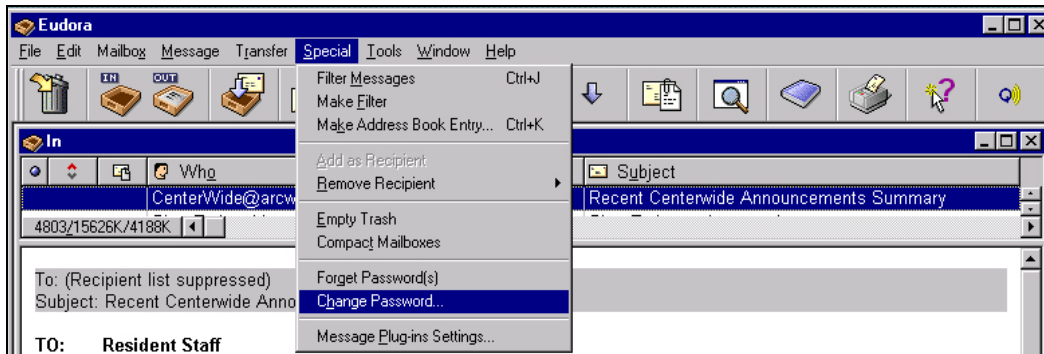 Eudora
File Edit Mailbox Message Transfer Special Tools Window Help
IN OUT
Filter Messages Ctrl+J
Make Filter
Make Address Book Entry... Ctrl+K
Add as Recipient
Remove Recipient
Empty Trash
Compact Mailboxes
Forget Password(s)
Change Password...
Message Plug-ins Settings...
In
Who Subject
CenterWide@arcw Recent Centerwide Announcements Summary
4803/15626K/4188K
To: (Recipient list suppressed)
Subject: Recent Centerwide Anno
TO: Resident Staff